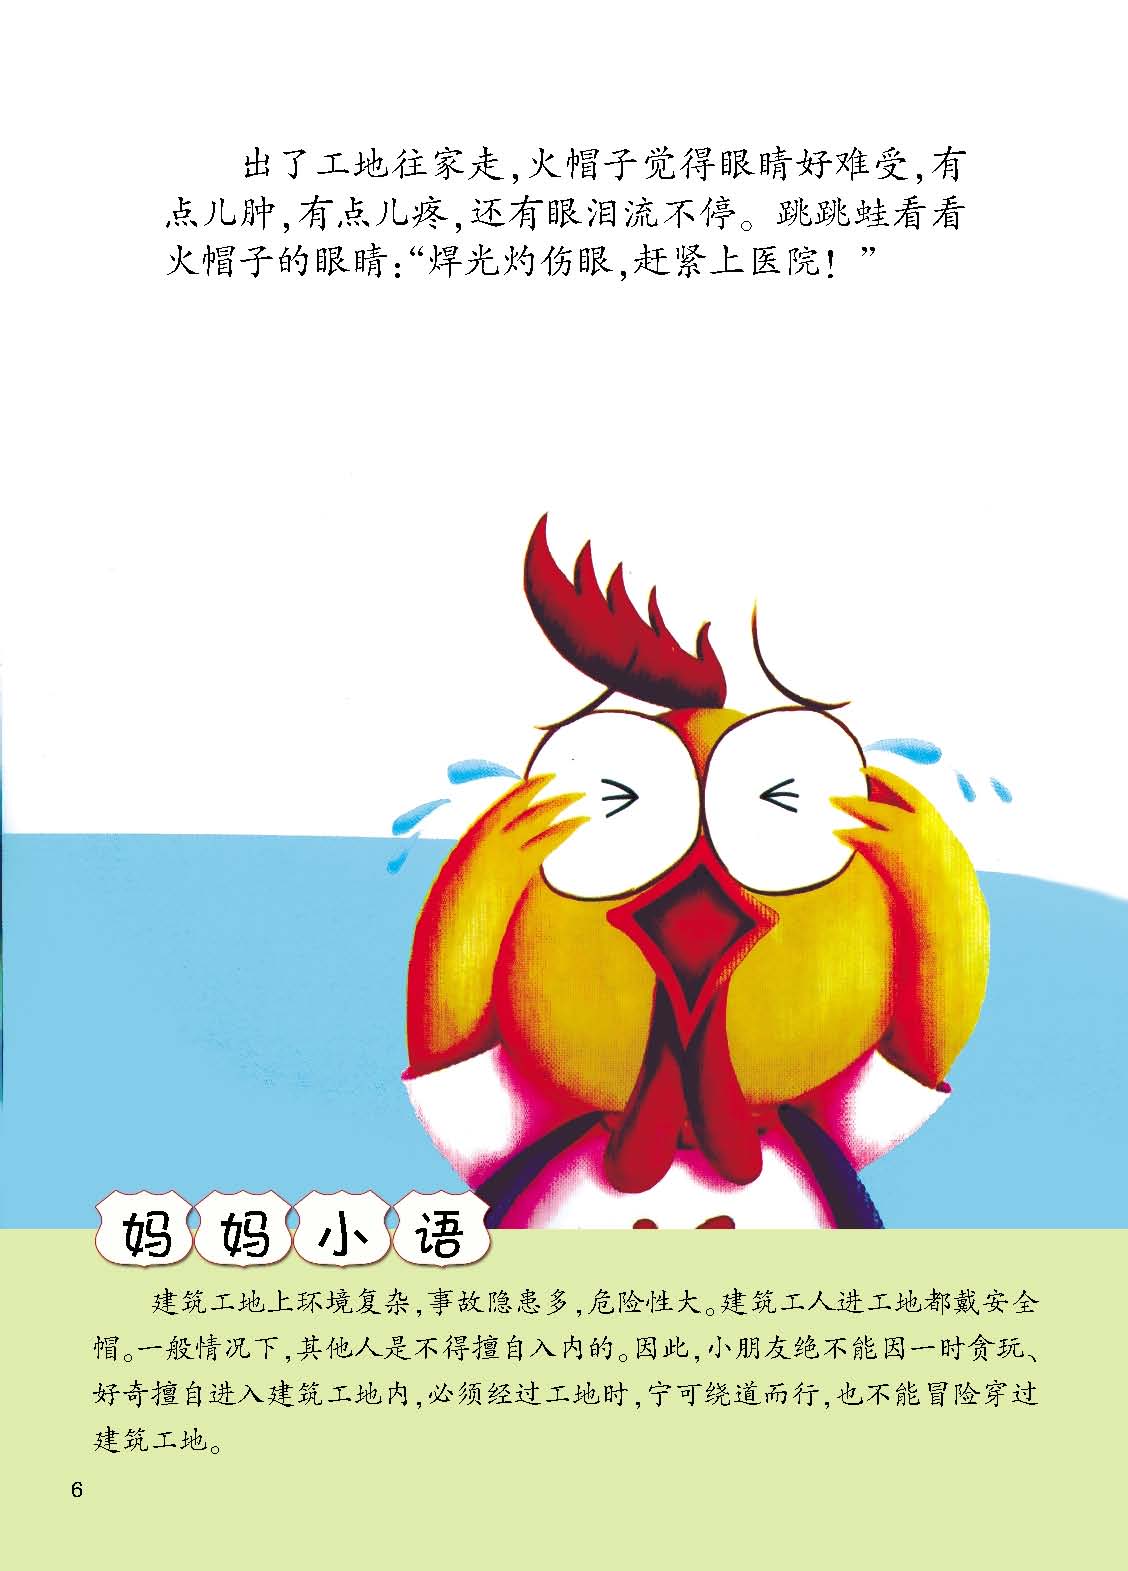 出了工地往家走,火帽子觉得眼睛好难受,有
点儿肿,有点儿疼,还有眼泪流不停。跳跳蛙看看
火帽子的眼睛:“焊光灼伤眼,赶紧上医院!”
妈妈小语
建筑工地上环境复杂,事故隐患多,危险性大。建筑工人进工地都戴安全
帽。一般情况下,其他人是不得擅自入内的。因此,小朋友绝不能因一时贪玩、
好奇擅自进入建筑工地内,必须经过工地时,宁可绕道而行,也不能冒险穿过
建筑工地。
6